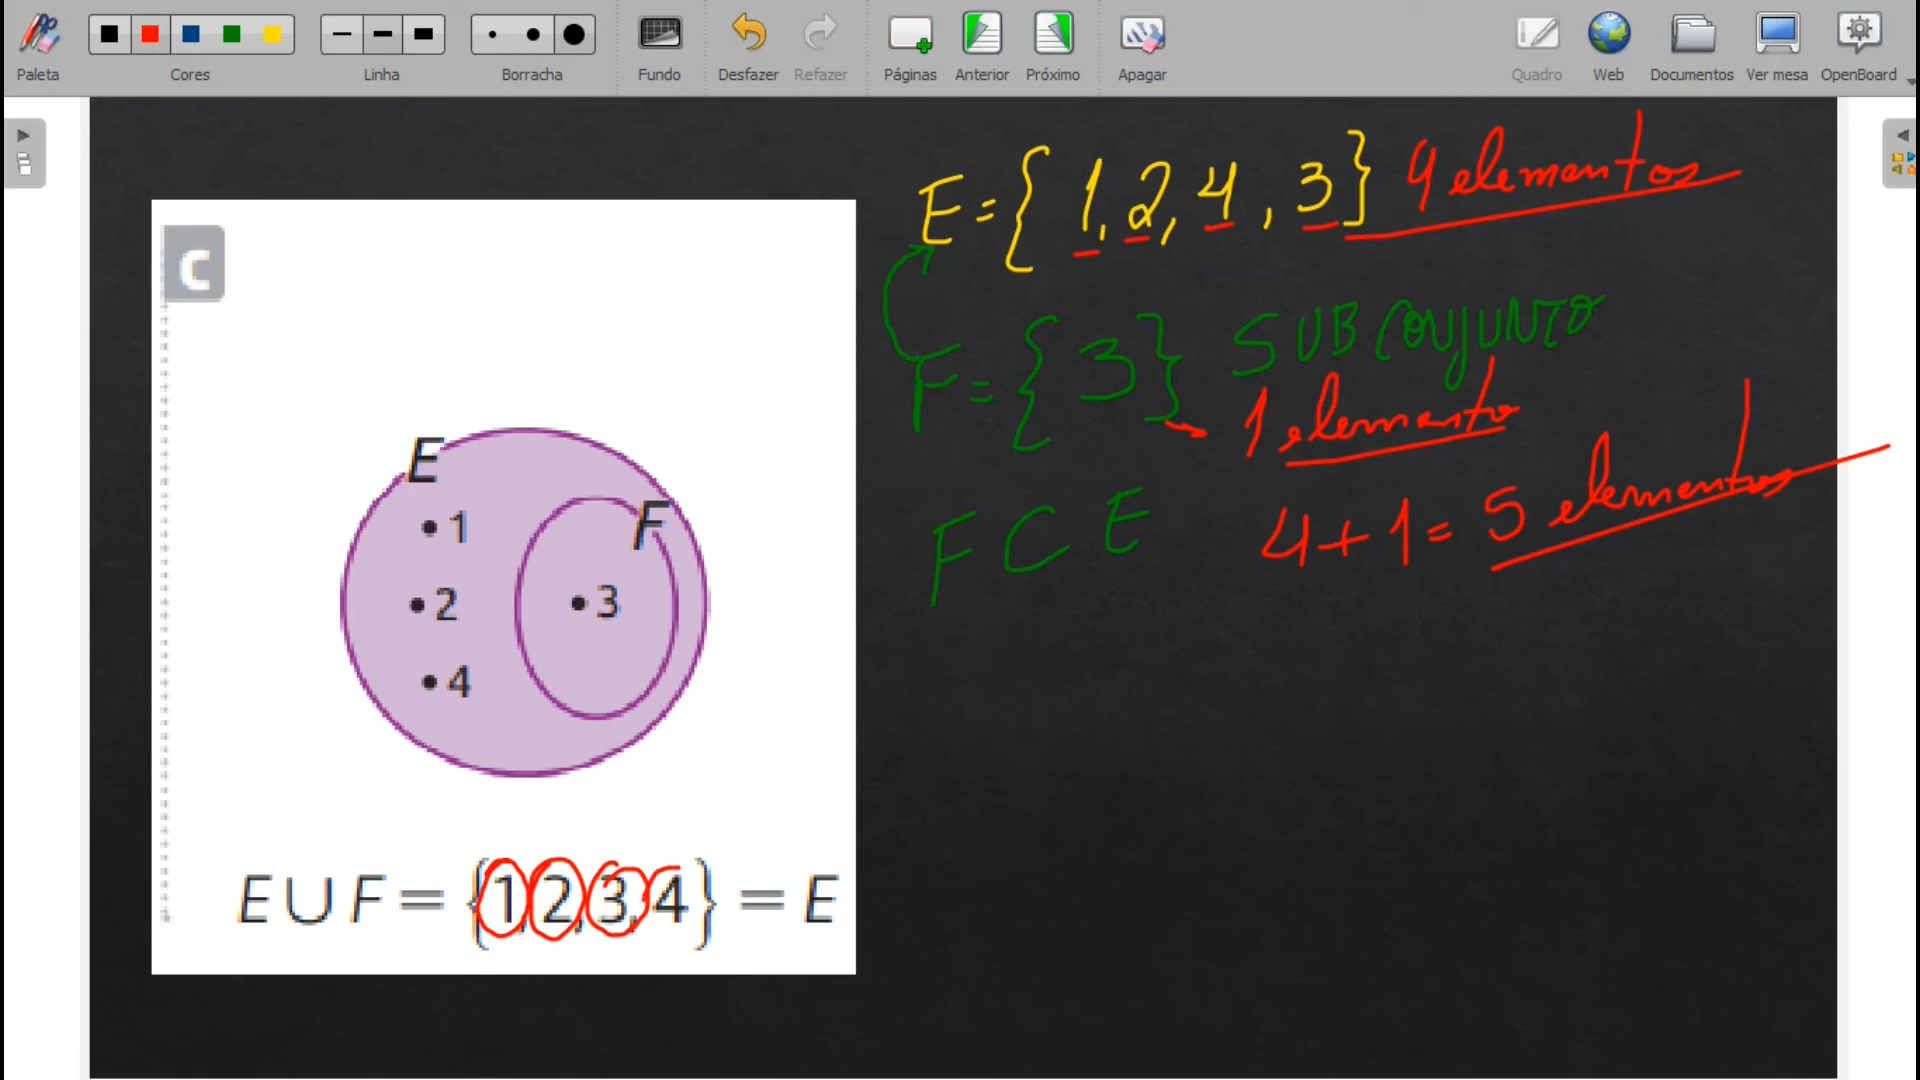 Paleta Cores Linha Borracha Fundo Desfazer Refazer Páginas Anterior Próximo Apagar Quadro Web Documentos Ver mesa OpenBoard
E={ 1, 2, 4 , 3} 4 elementos
F={ 3} SUBCONJUNTO
1 elemento
F ⊂ E
4+1= 5 elementos
C
E
F
1
2
3
4
E ∪ F = {1, 2, 3, 4} = E